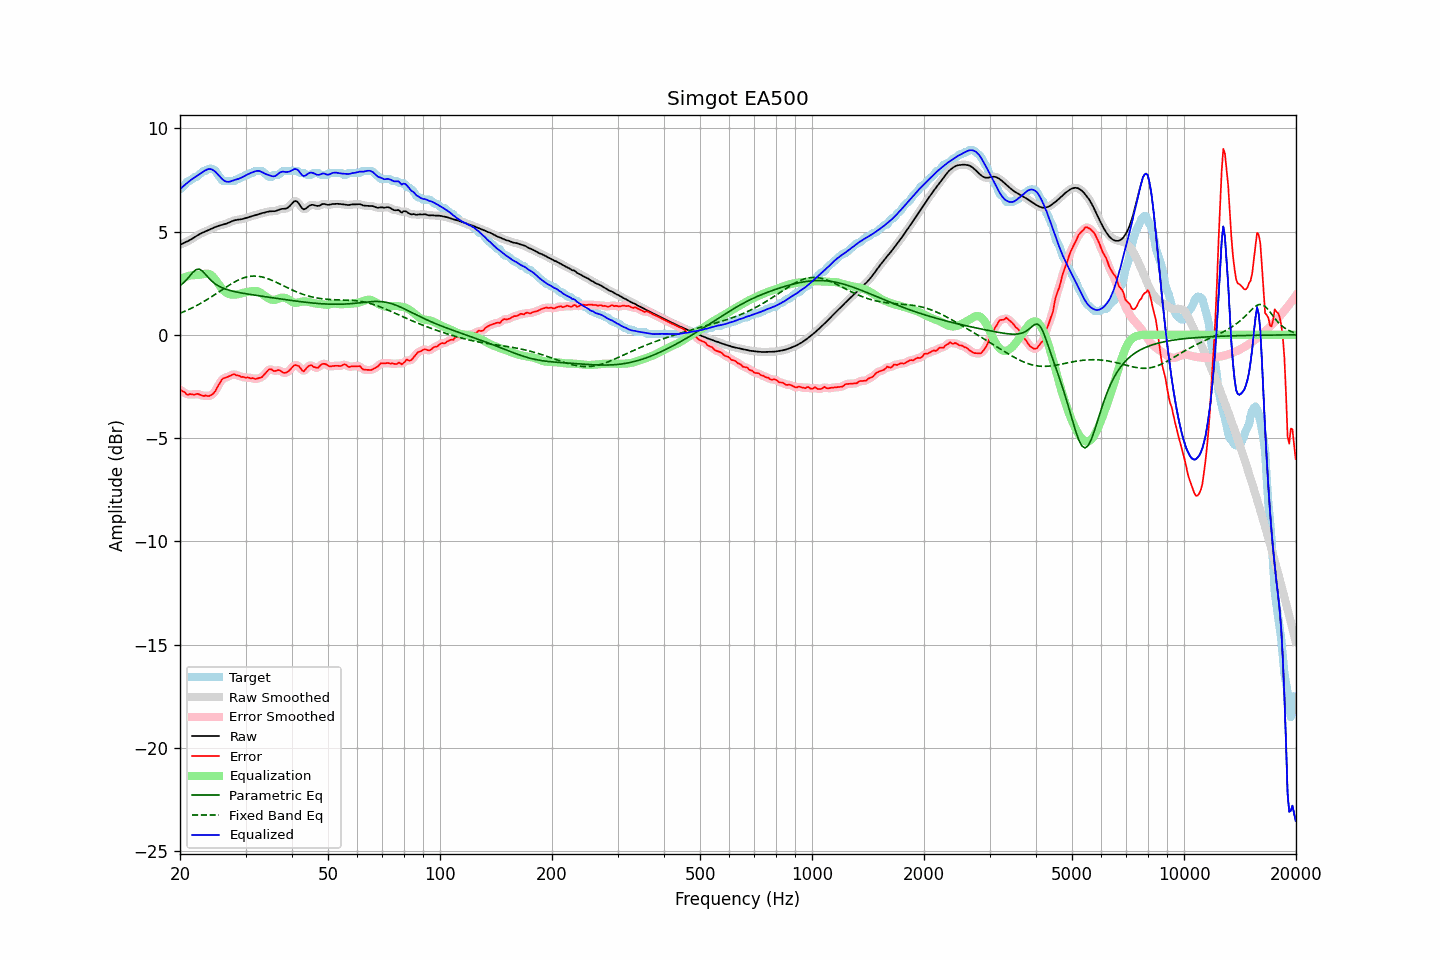 Simgot EA500
Amplitude (dBr)
10
5
0
−5
−10
−15
−20
−25
Target
Raw Smoothed
Error Smoothed
Raw
Error
Equalization
Parametric Eq
Fixed Band Eq
Equalized
20 50 100 200 500 1000 2000 5000 10000 20000
Frequency (Hz)